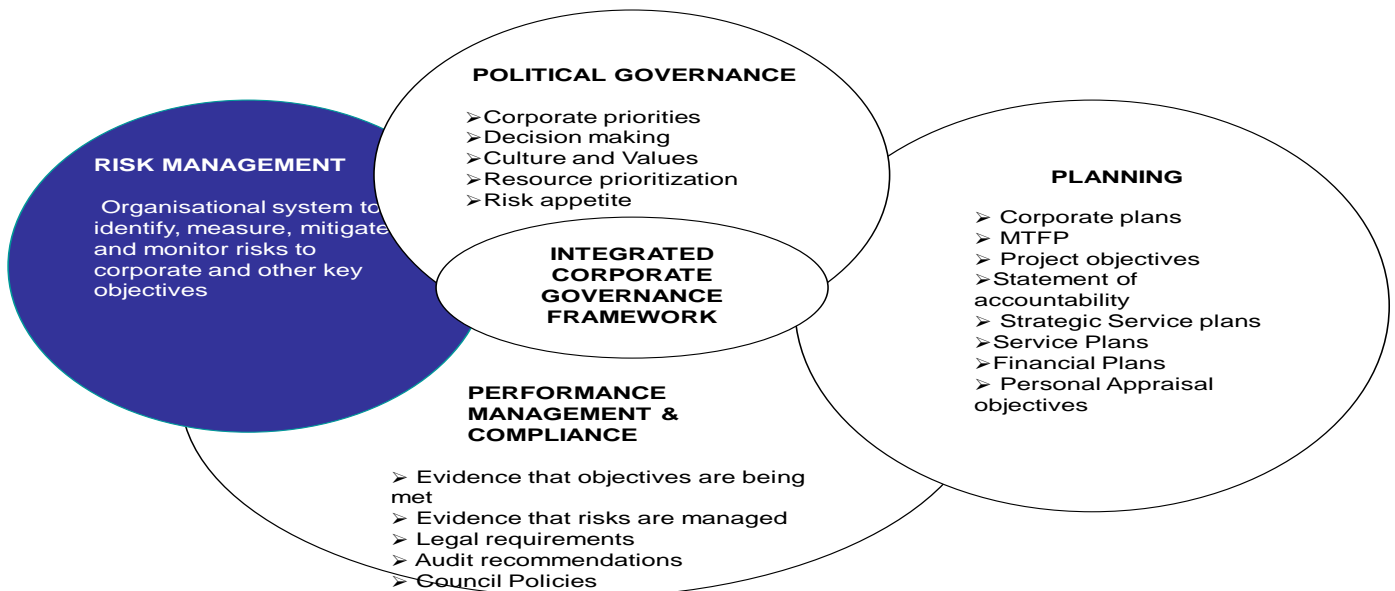 POLITICAL GOVERNANCE
➢Corporate priorities
➢Decision making
➢Culture and Values
➢Resource prioritization
➢Risk appetite
RISK MANAGEMENT
Organisational system to
identify, measure, mitigate
and monitor risks to
corporate and other key
objectives
INTEGRATED
CORPORATE
GOVERNANCE
FRAMEWORK
PLANNING
➢ Corporate plans
➢ MTFP
➢ Project objectives
➢Statement of
accountability
➢ Strategic Service plans
➢Service Plans
➢Financial Plans
➢ Personal Appraisal
objectives
PERFORMANCE
MANAGEMENT &
COMPLIANCE
➢ Evidence that objectives are being
met
➢ Evidence that risks are managed
➢ Legal requirements
➢ Audit recommendations
➢ Council Policies